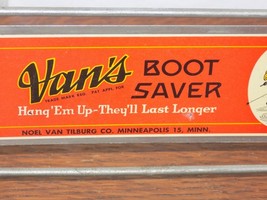 Van's BOOT SAVER
TRADE MARK REG. PAT. APPL. FOR
Hang 'Em Up-They'll Last Longer
NOEL VAN TILBURG CO. MINNEAPOLIS 15, MINN.